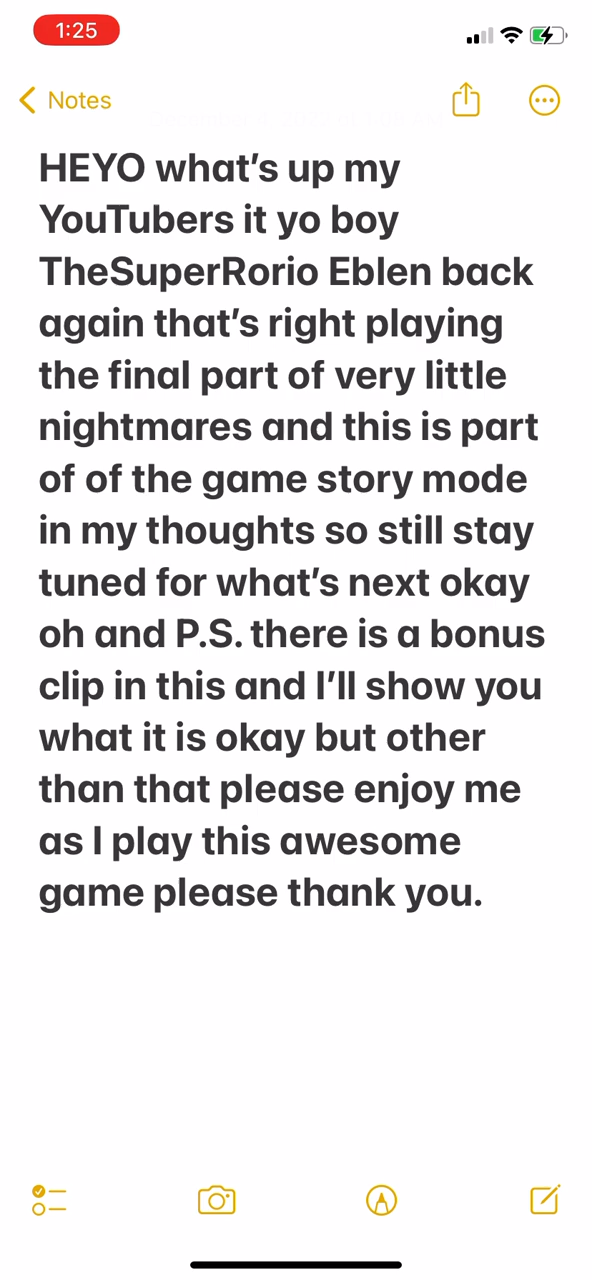 1:25
Notes
HEYO what’s up my
YouTubers it yo boy
TheSuperRorio Eblen back
again that’s right playing
the final part of very little
nightmares and this is part
of of the game story mode
in my thoughts so still stay
tuned for what’s next okay
oh and P.S. there is a bonus
clip in this and I’ll show you
what it is okay but other
than that please enjoy me
as I play this awesome
game please thank you.